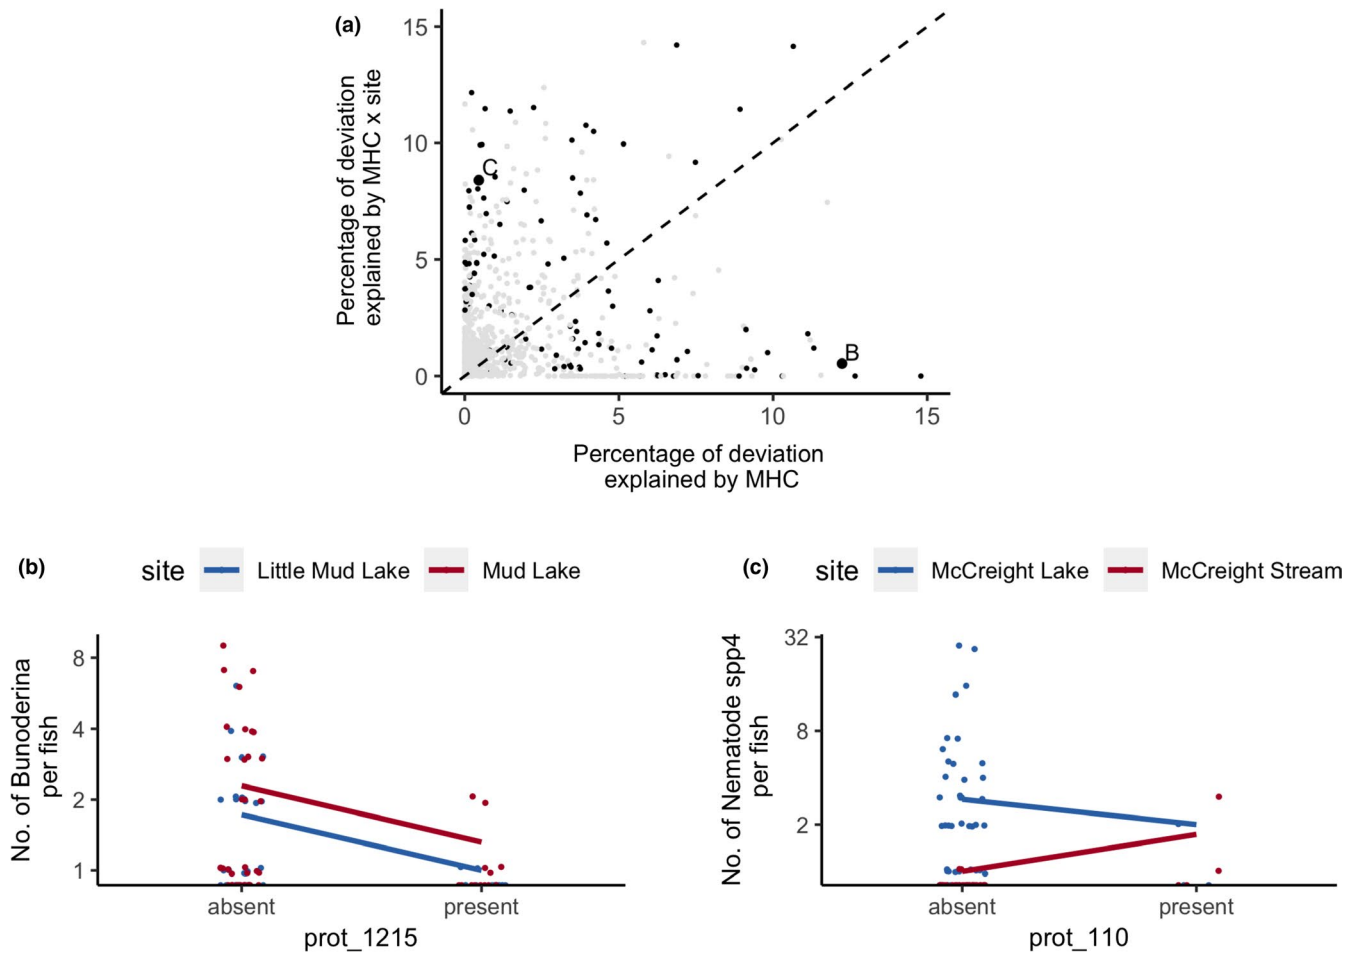 (a)
Percentage of deviation
explained by MHC x site
15
10
5
0
C
B
0 5 10 15
Percentage of deviation
explained by MHC
(b)
site Little Mud Lake Mud Lake
No. of Bunoderina
per fish
8
4
2
1
absent present
prot_1215
(c)
site McCreight Lake McCreight Stream
No. of Nematode spp4
per fish
32
8
2
absent present
prot_110